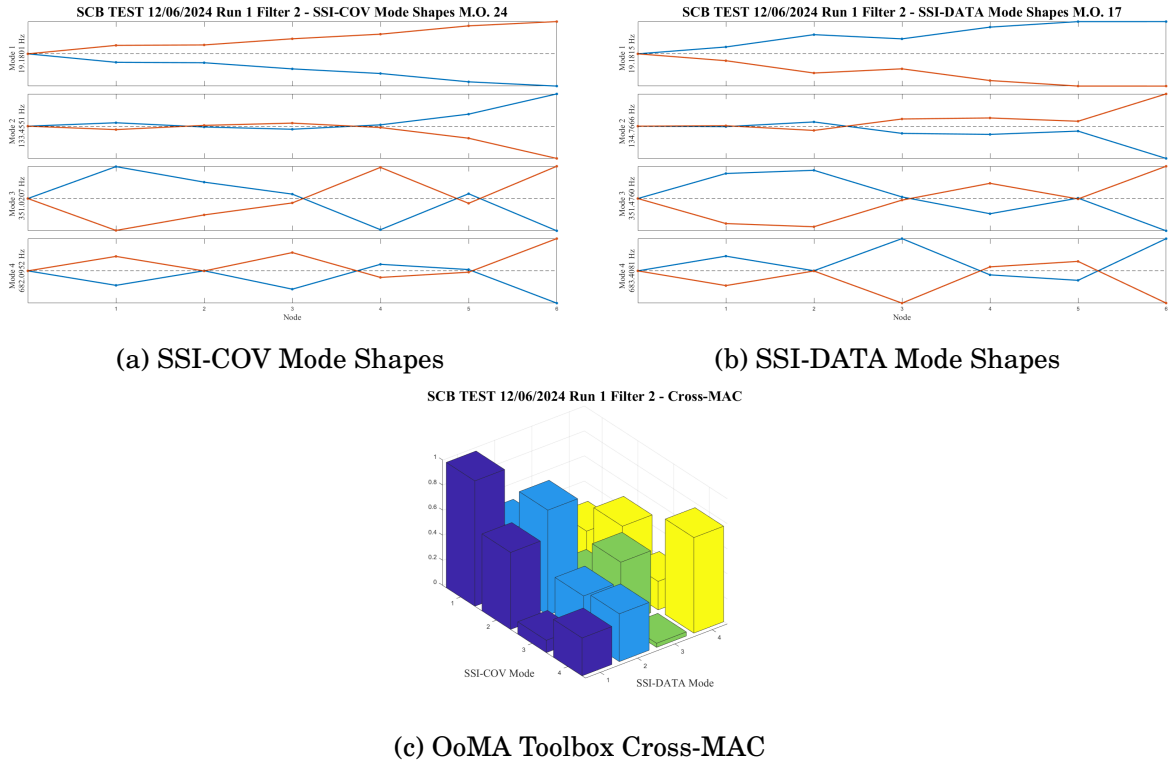 SCB TEST 12/06/2024 Run 1 Filter 2 - SSI-COV Mode Shapes M.O. 24
Mode 1
19.1801 Hz
Mode 2
133.4551 Hz
Mode 3
351.0207 Hz
Mode 4
682.0952 Hz
1 2 3 4 5 6
Node
(a) SSI-COV Mode Shapes
SCB TEST 12/06/2024 Run 1 Filter 2 - SSI-DATA Mode Shapes M.O. 17
Mode 1
19.1815 Hz
Mode 2
134.7666 Hz
Mode 3
351.4760 Hz
Mode 4
683.4081 Hz
1 2 3 4 5 6
Node
(b) SSI-DATA Mode Shapes
SCB TEST 12/06/2024 Run 1 Filter 2 - Cross-MAC
1
0.8
0.6
0.4
0.2
0
1 2 3 4
SSI-COV Mode
1 2 3 4
SSI-DATA Mode
(c) OoMA Toolbox Cross-MAC